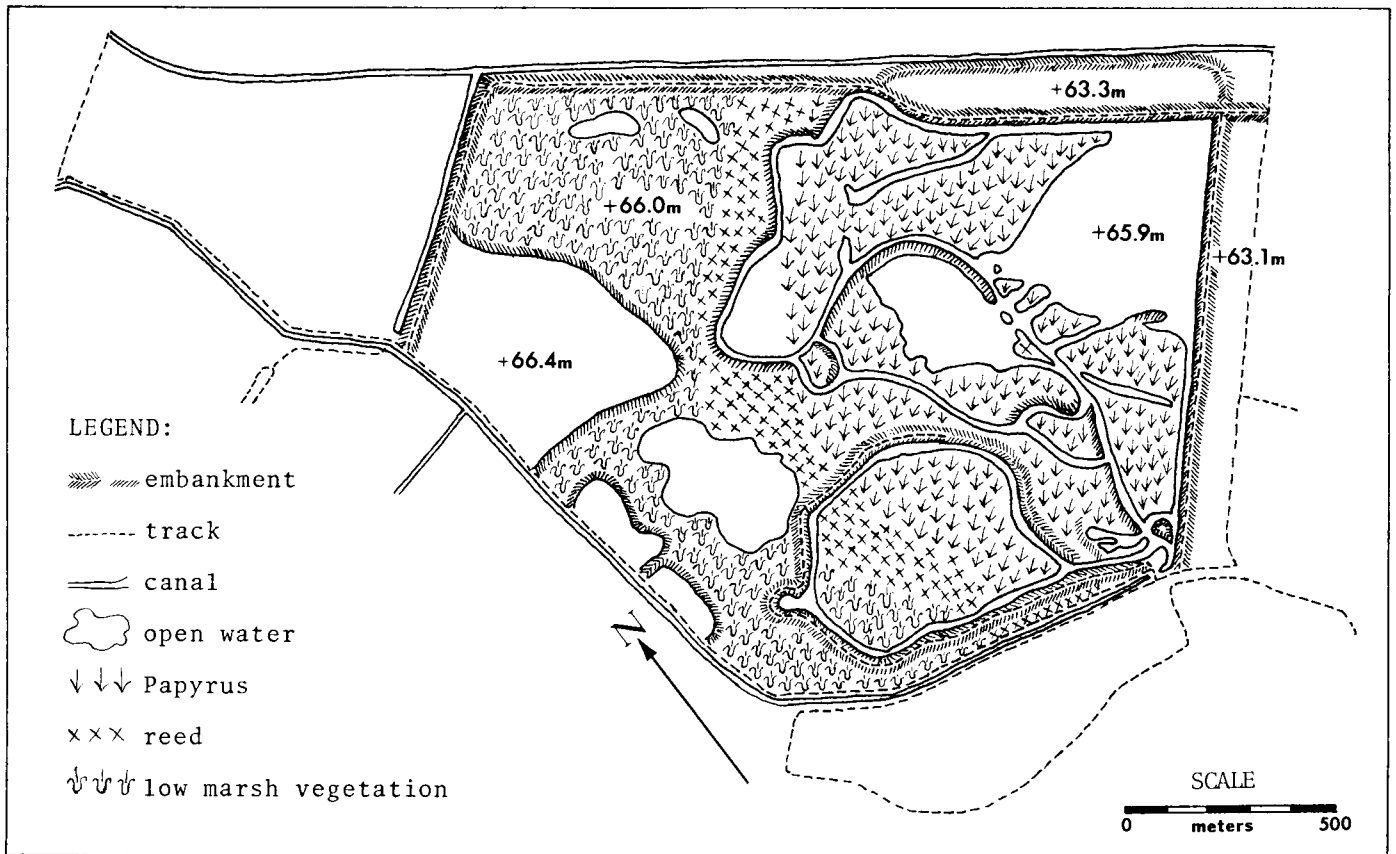 +63.3m
+66.0m
+65.9m
+63.1m
+66.4m
LEGEND:
embankment
track
canal
open water
Papyrus
reed
low marsh vegetation
N
SCALE
0 meters 500